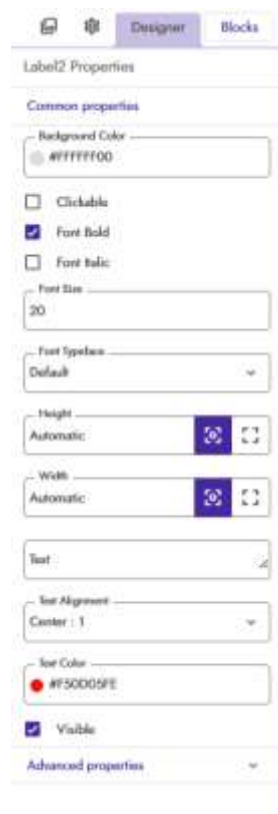 Designer Blocks
Label2 Properties
Common properties
Background Color
#FFFFFF00
Clickable
Font Bold
Font Italic
Font Size
20
Font Typeface
Default
Height
Automatic
Width
Automatic
Text
Text Alignment
Center : 1
Text Color
#F50D05FE
Visible
Advanced properties